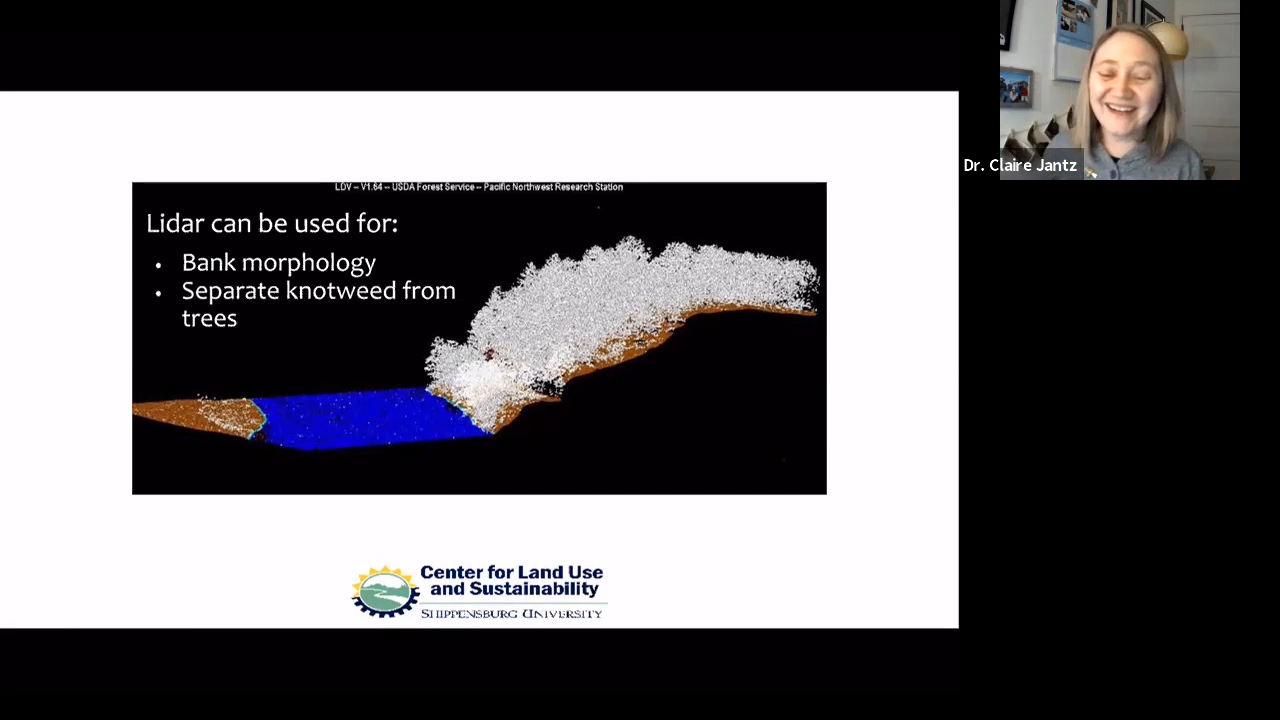 LDV -- V1.64 -- USDA Forest Service -- Pacific Northwest Research Station
Lidar can be used for:
• Bank morphology
• Separate knotweed from
trees
Dr. Claire Jantz
Center for Land Use
and Sustainability
SHIPPENSBURG UNIVERSITY